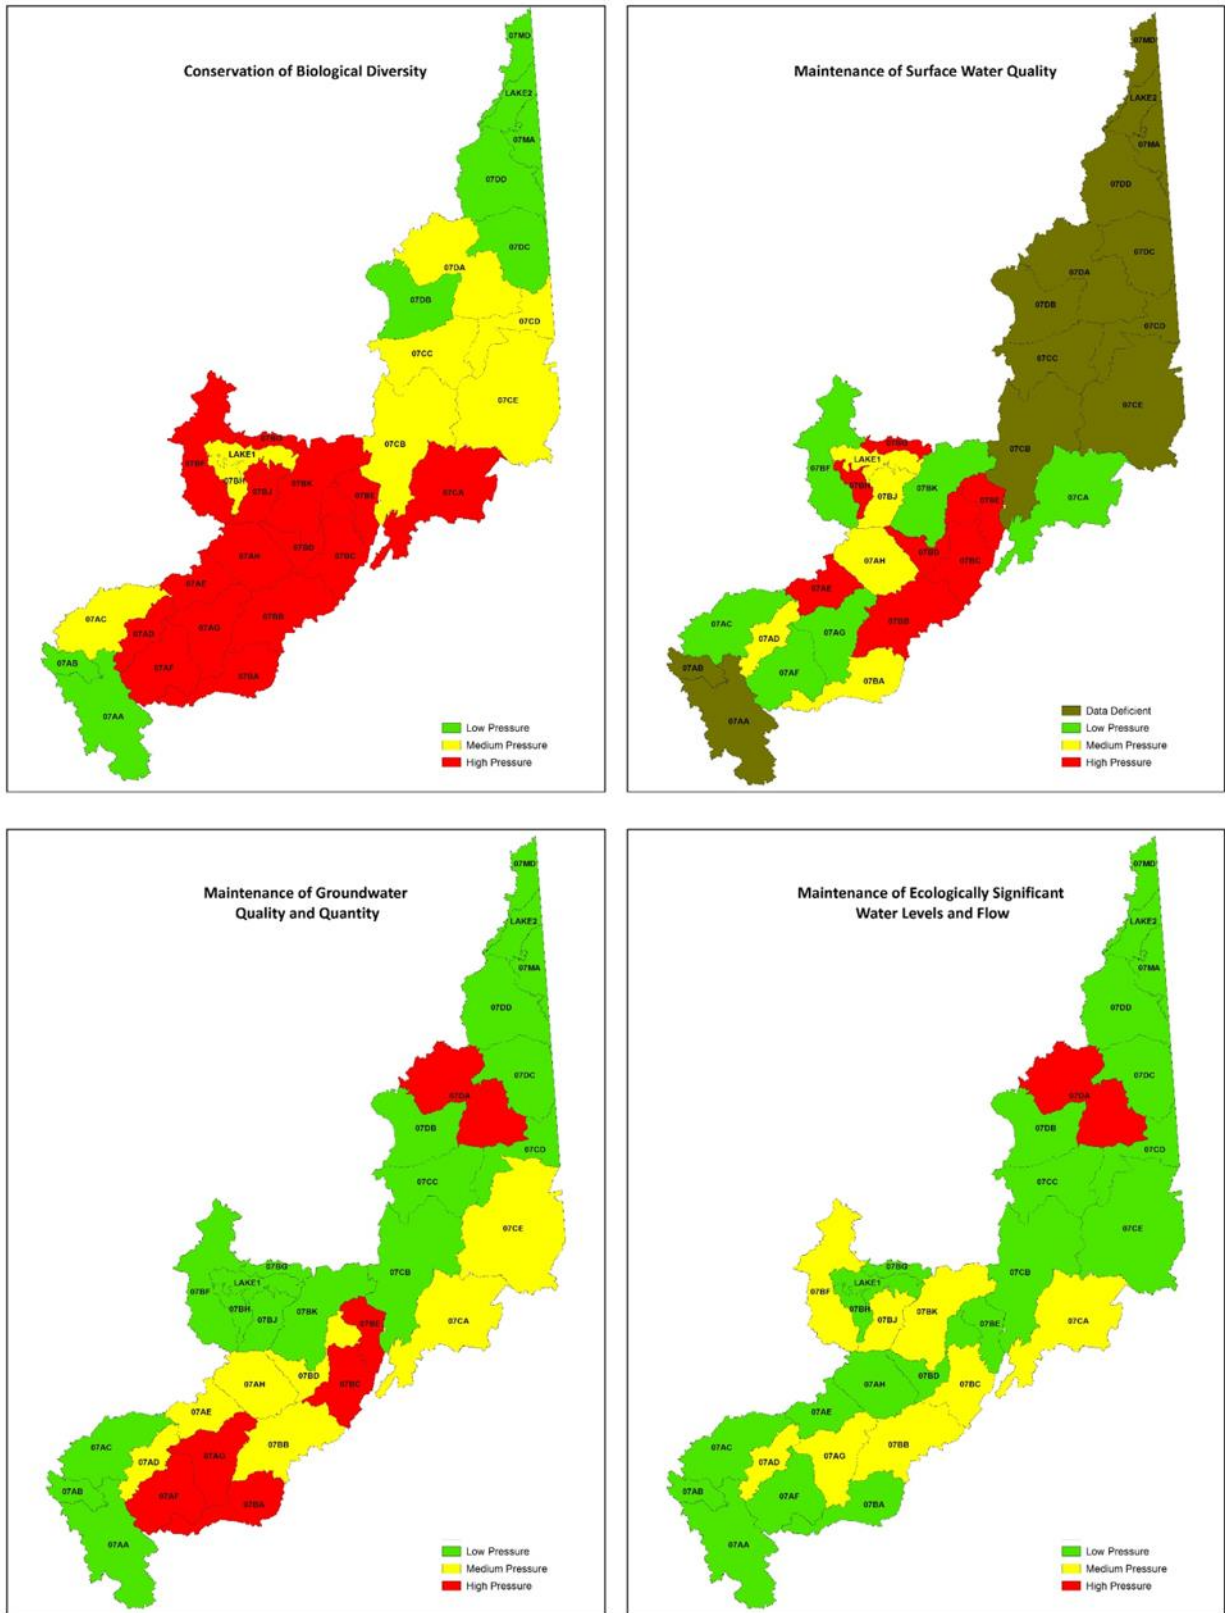 Conservation of Biological Diversity
07MD
LAKE2
07MA
07DD
07DC
07DA
07DB
07CD
07CC
07CE
07CB
07CA
07BG
LAKE1
07BF
07BH
07BJ
07BK
07BE
07AH
07BD
07BC
07AE
07AC
07AD
07AG
07BB
07AB
07AF
07BA
07AA
Low Pressure
Medium Pressure
High Pressure
Maintenance of Surface Water Quality
07MD
LAKE2
07MA
07DD
07DC
07DA
07DB
07CD
07CC
07CE
07CB
07CA
07BG
LAKE1
07BF
07BH
07BJ
07BK
07BE
07AH
07BD
07BC
07AE
07AC
07AD
07AG
07BB
07AB
07AF
07BA
07AA
Data Deficient
Low Pressure
Medium Pressure
High Pressure
Maintenance of Groundwater
Quality and Quantity
07MD
LAKE2
07MA
07DD
07DC
07DA
07DB
07CD
07CC
07CE
07CB
07CA
07BG
LAKE1
07BF
07BH
07BJ
07BK
07BE
07AH
07BD
07BC
07AE
07AC
07AD
07AG
07BB
07AB
07AF
07BA
07AA
Low Pressure
Medium Pressure
High Pressure
Maintenance of Ecologically Significant
Water Levels and Flow
07MD
LAKE2
07MA
07DD
07DC
07DA
07DB
07CD
07CC
07CE
07CB
07CA
07BG
LAKE1
07BF
07BH
07BJ
07BK
07BE
07AH
07BD
07BC
07AE
07AC
07AD
07AG
07BB
07AB
07AF
07BA
07AA
Low Pressure
Medium Pressure
High Pressure